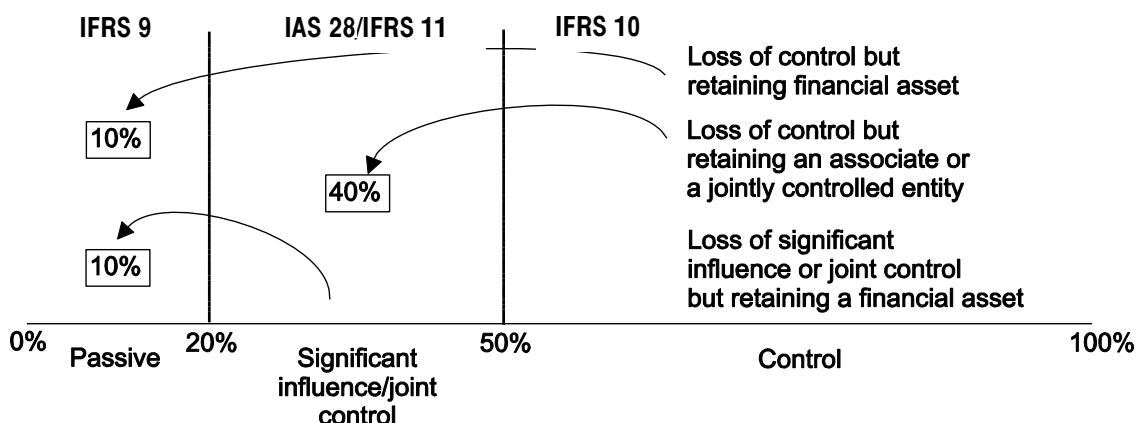 IFRS 9
IAS 28/IFRS 11
IFRS 10
Loss of control but
retaining financial asset
10%
Loss of control but
retaining an associate or
a jointly controlled entity
40%
10%
Loss of significant
influence or joint control
but retaining a financial asset
0%
20%
50%
100%
Passive
Significant
influence/joint
control
Control